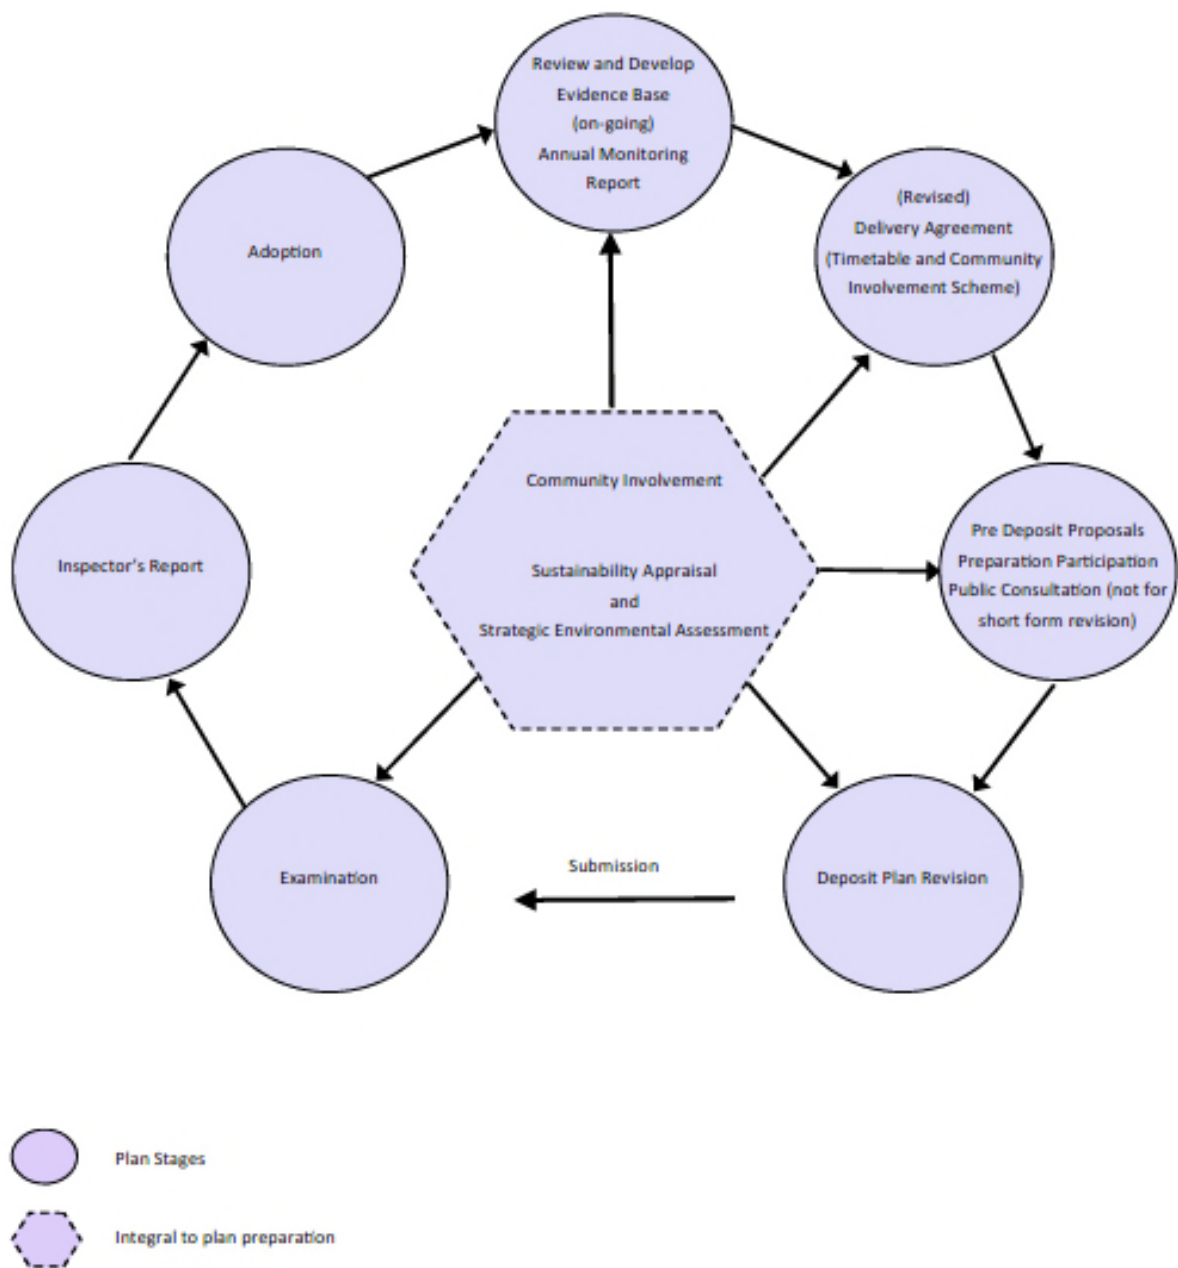 Review and Develop
Evidence Base
(on-going)
Annual Monitoring
Report
(Revised)
Delivery Agreement
(Timetable and Community
Involvement Scheme)
Adoption
Community Involvement
Pre Deposit Proposals
Preparation Participation
Public Consultation (not for
short form revision)
Inspector's Report
Sustainability Appraisal
and
Strategic Environmental Assessment
Submission
Examination
Deposit Plan Revision
Plan Stages
Integral to plan preparation